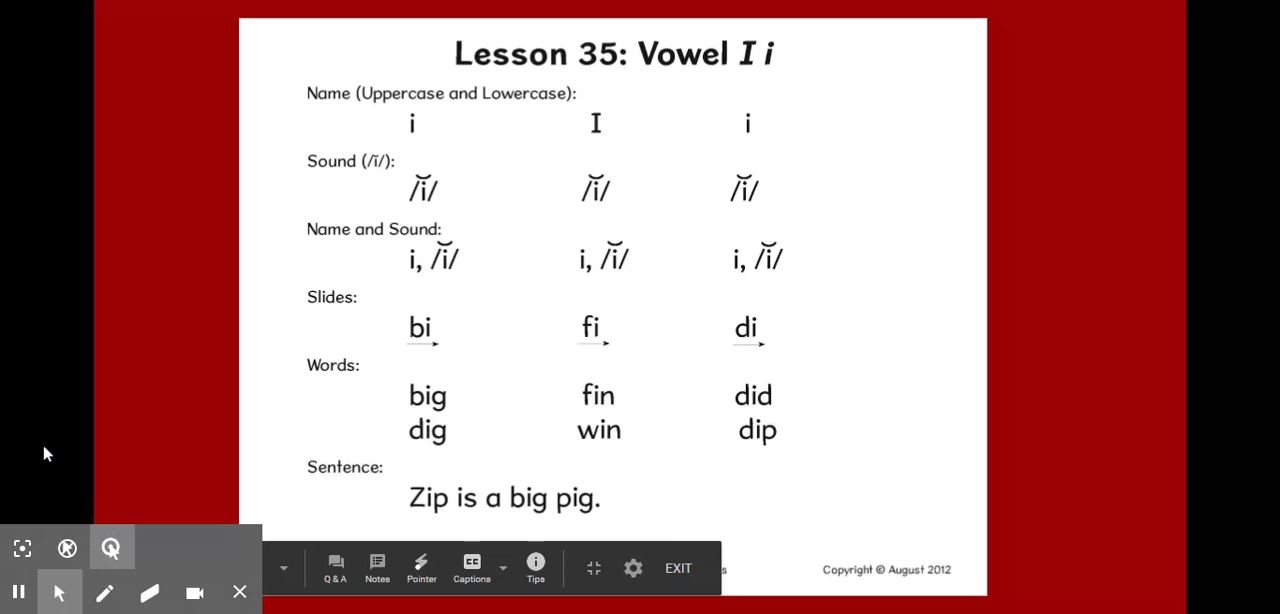 Lesson 35: Vowel I i
Name (Uppercase and Lowercase):
i I i
Sound (/ĭ/):
/ĭ/ /ĭ/ /ĭ/
Name and Sound:
i, /ĭ/ i, /ĭ/ i, /ĭ/
Slides:
bi fi di
Words:
big fin did
dig win dip
Sentence:
Zip is a big pig.
Copyright © August 2012
Q & A Notes Pointer CC Captions Tips EXIT